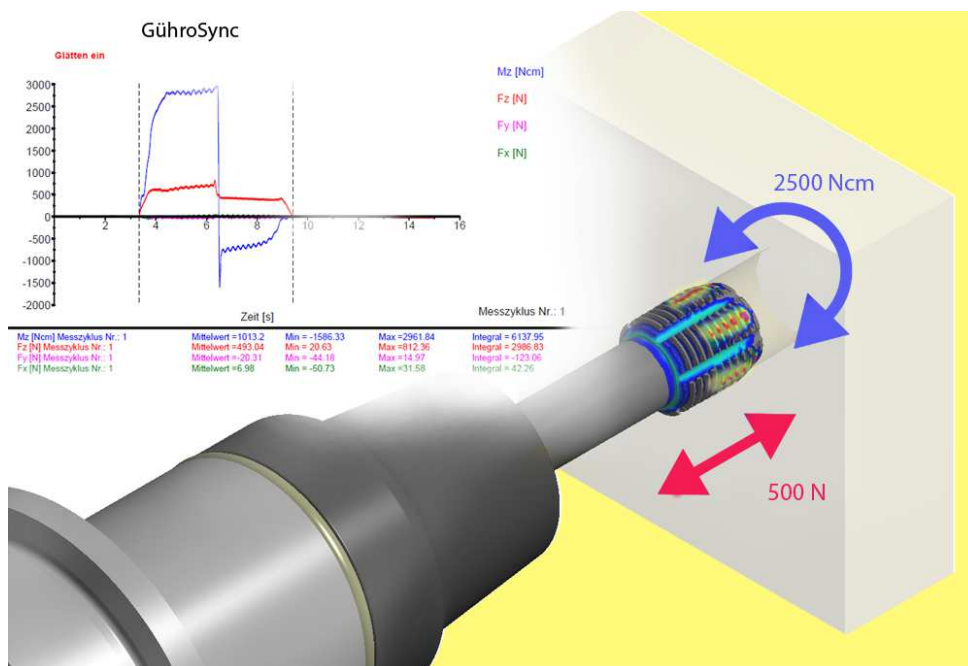 GühroSync
Glätten ein
3000
2500
2000
1500
1000
500
0
-500
-1000
-1500
-2000
2 4 6 8 10 12 14 16
Zeit [s]
Messzyklus Nr.: 1
Mz [Ncm]
Fz [N]
Fy [N]
Fx [N]
Mz [Ncm] Messzyklus Nr.: 1 Mittelwert =1013.2 Min = -1586.33 Max =2961.84 Integral = 6137.95
Fz [N] Messzyklus Nr.: 1 Mittelwert =493.04 Min = 20.63 Max =812.36 Integral = 2986.83
Fy [N] Messzyklus Nr.: 1 Mittelwert =-20.31 Min = -44.18 Max =14.97 Integral = -123.06
Fx [N] Messzyklus Nr.: 1 Mittelwert =6.98 Min = -50.73 Max =31.58 Integral = 42.26
2500 Ncm
500 N